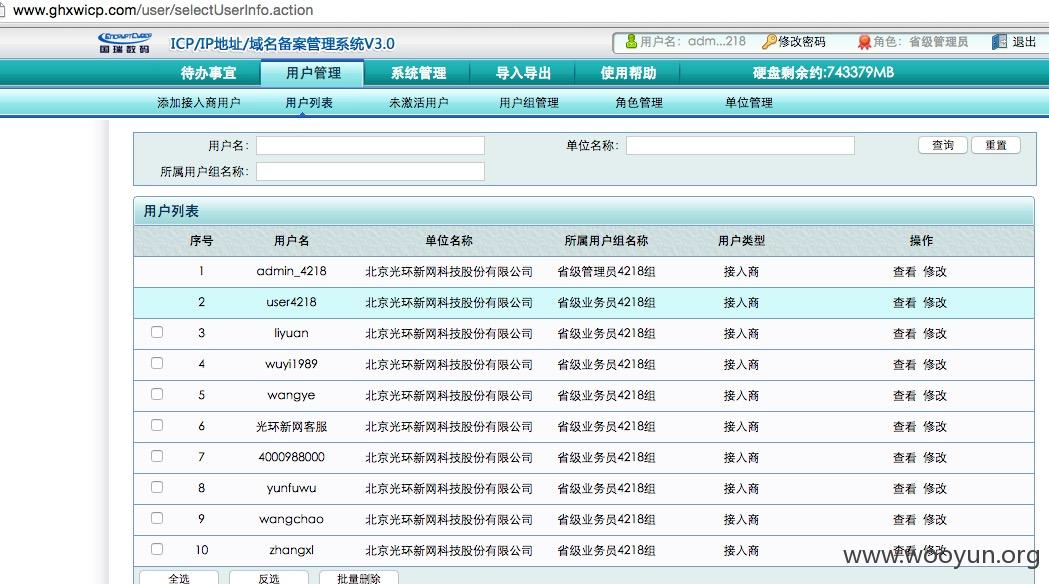 www.ghxwicp.com/user/selectUserInfo.action
ENCRYPTCYBER 国瑞数码 ICP/IP地址/域名备案管理系统V3.0 用户名：adm...218 修改密码 角色：省级管理员 退出
待办事宜 用户管理 系统管理 导入导出 使用帮助 硬盘剩余约:743379MB
添加接入商用户 用户列表 未激活用户 用户组管理 角色管理 单位管理
用户名： 单位名称： 查询 重置
所属用户组名称：
用户列表
序号 用户名 单位名称 所属用户组名称 用户类型 操作
1 admin_4218 北京光环新网科技股份有限公司 省级管理员4218组 接入商 查看 修改
2 user4218 北京光环新网科技股份有限公司 省级业务员4218组 接入商 查看 修改
3 liyuan 北京光环新网科技股份有限公司 省级业务员4218组 接入商 查看 修改
4 wuyi1989 北京光环新网科技股份有限公司 省级业务员4218组 接入商 查看 修改
5 wangye 北京光环新网科技股份有限公司 省级业务员4218组 接入商 查看 修改
6 光环新网客服 北京光环新网科技股份有限公司 省级业务员4218组 接入商 查看 修改
7 4000988000 北京光环新网科技股份有限公司 省级业务员4218组 接入商 查看 修改
8 yunfuwu 北京光环新网科技股份有限公司 省级业务员4218组 接入商 查看 修改
9 wangchao 北京光环新网科技股份有限公司 省级业务员4218组 接入商 查看 修改
10 zhangxl 北京光环新网科技股份有限公司 省级业务员4218组 接入商 查看 修改
www.wooyun.org
全选 反选 批量删除